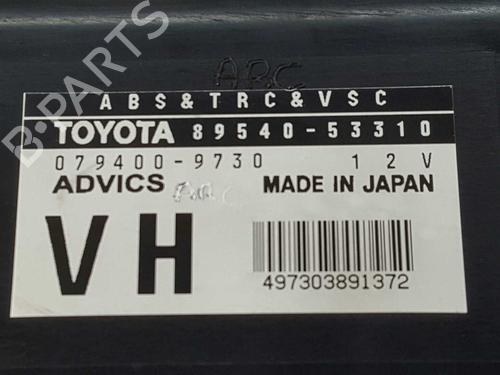 ABC
ABS&TRC&VSC
TOYOTA 89540-53310
079400-9730 12V
ADVICS MADE IN JAPAN
VH
497303891372
B-PARTS